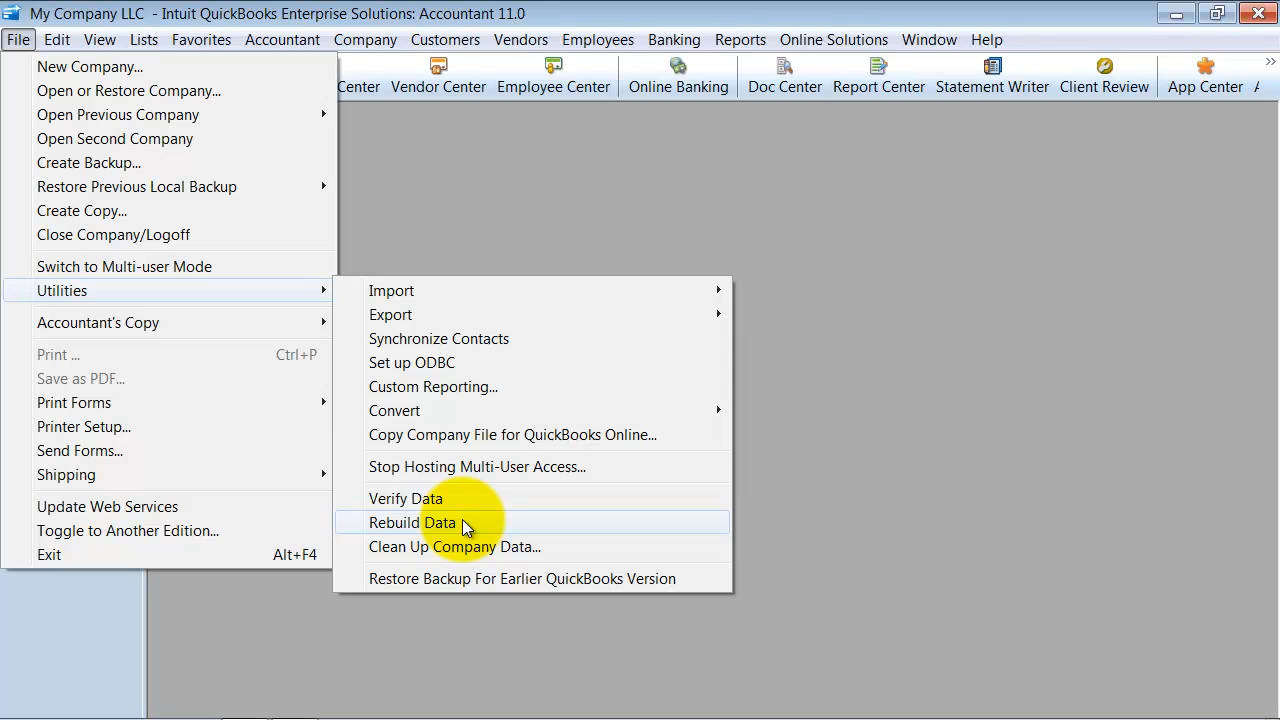 My Company LLC - Intuit QuickBooks Enterprise Solutions: Accountant 11.0
File Edit View Lists Favorites Accountant Company Customers Vendors Employees Banking Reports Online Solutions Window Help
Center Vendor Center Employee Center Online Banking Doc Center Report Center Statement Writer Client Review App Center
New Company...
Open or Restore Company...
Open Previous Company
Open Second Company
Create Backup...
Restore Previous Local Backup
Create Copy...
Close Company/Logoff
Switch to Multi-user Mode
Utilities
Accountant's Copy
Print ... Ctrl+P
Save as PDF...
Print Forms
Printer Setup...
Send Forms...
Shipping
Update Web Services
Toggle to Another Edition...
Exit Alt+F4
Import
Export
Synchronize Contacts
Set up ODBC
Custom Reporting...
Convert
Copy Company File for QuickBooks Online...
Stop Hosting Multi-User Access...
Verify Data
Rebuild Data
Clean Up Company Data...
Restore Backup For Earlier QuickBooks Version